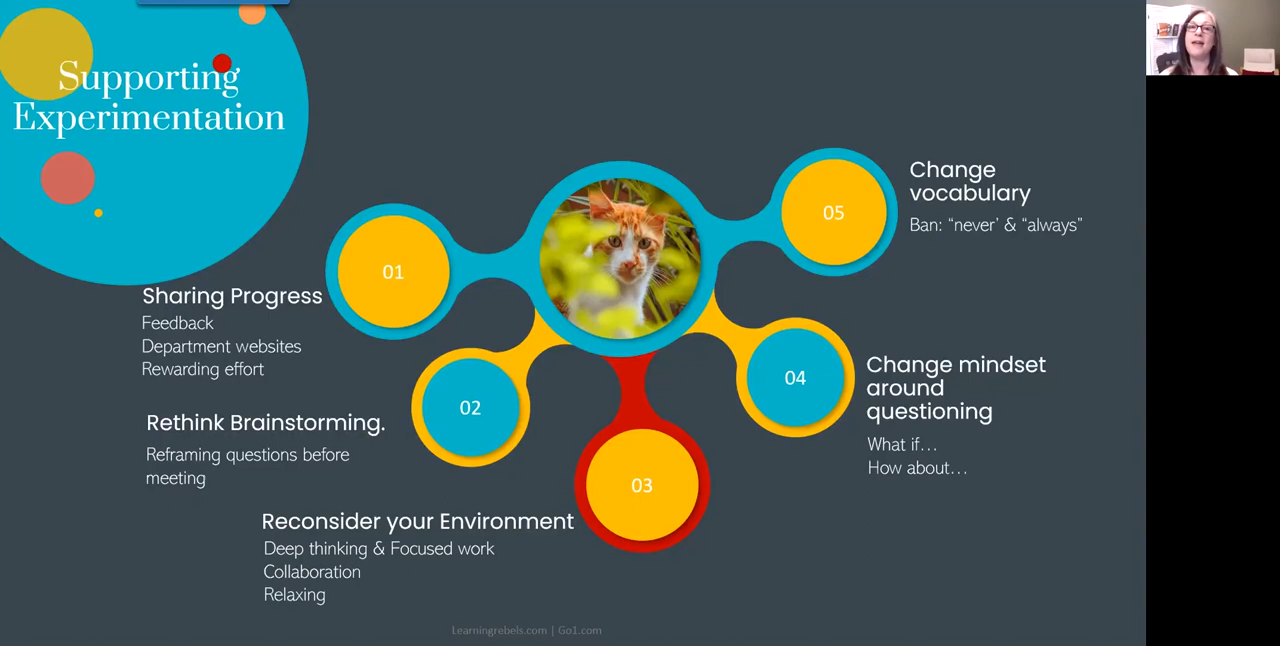 Supporting
Experimentation
01
Sharing Progress
Feedback
Department websites
Rewarding effort
02
Rethink Brainstorming.
Reframing questions before
meeting
03
Reconsider your Environment
Deep thinking & Focused work
Collaboration
Relaxing
04
Change mindset
around
questioning
What if…
How about…
05
Change
vocabulary
Ban: “never’ & “always”
Learningrebels.com | Go1.com